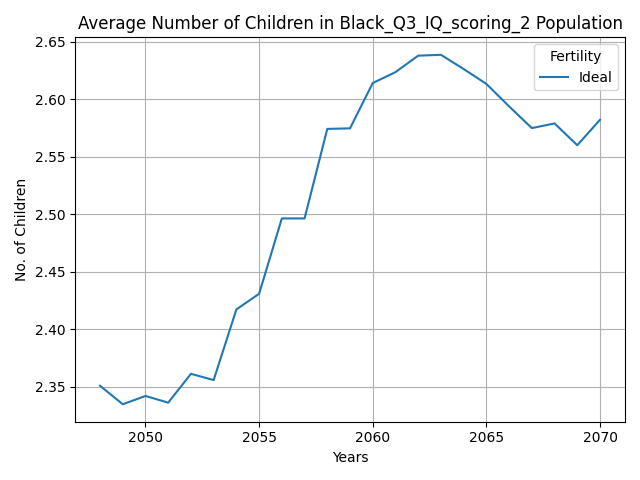 Average Number of Children in Black_Q3_IQ_scoring_2 Population
Fertility
Ideal
No. of Children
2.65
2.60
2.55
2.50
2.45
2.40
2.35
2050 2055 2060 2065 2070
Years